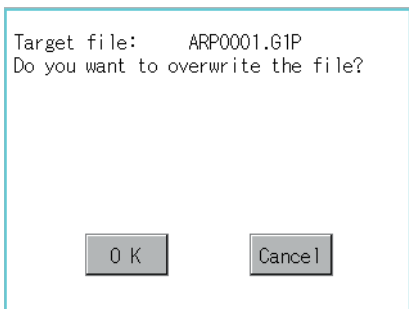 Target file: ARP0001.G1P
Do you want to overwrite the file?
OK Cancel